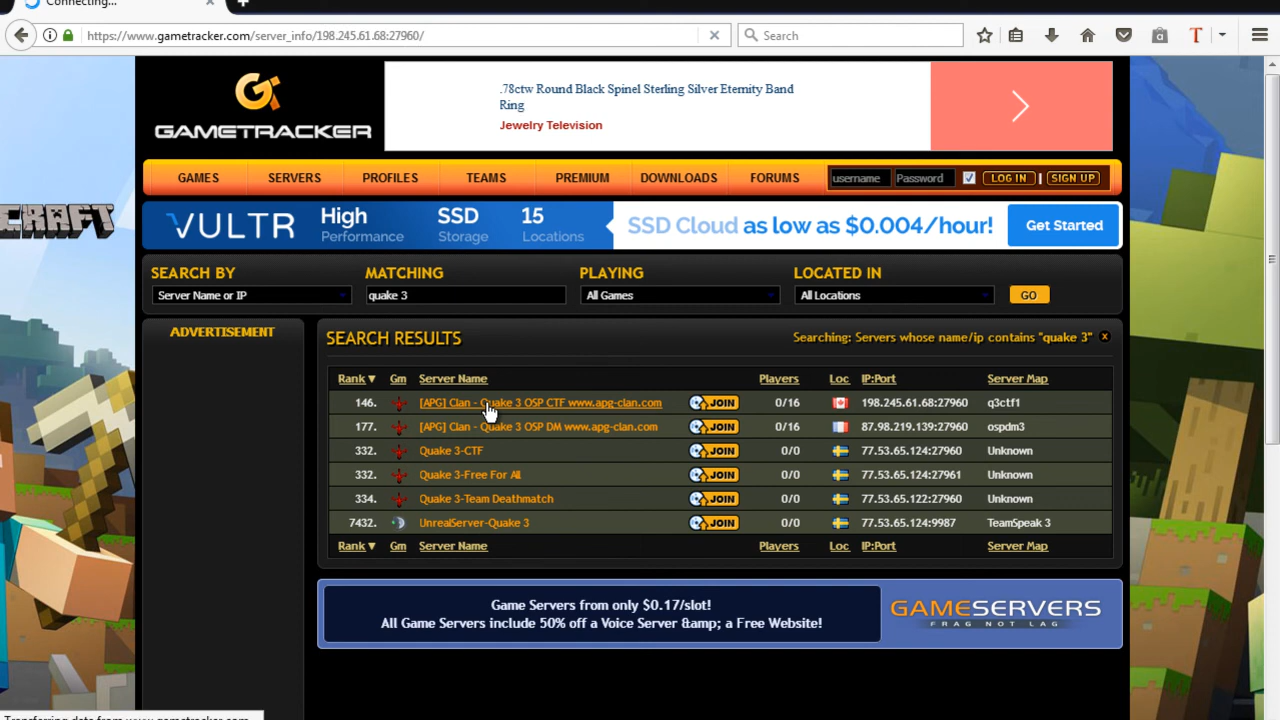 Connecting...
https://www.gametracker.com/server_info/198.245.61.68:27960/
Search
GAMETRACKER
.78ctw Round Black Spinel Sterling Silver Eternity Band
Ring
Jewelry Television
GAMES SERVERS PROFILES TEAMS PREMIUM DOWNLOADS FORUMS username Password LOG IN | SIGN UP
CRAFT
VULTR High Performance SSD Storage 15 Locations SSD Cloud as low as $0.004/hour! Get Started
SEARCH BY MATCHING PLAYING LOCATED IN
Server Name or IP quake 3 All Games All Locations GO
ADVERTISEMENT
SEARCH RESULTS Searching: Servers whose name/ip contains "quake 3" x
Rank▼ Gm Server Name Players Loc IP:Port Server Map
146. [APG] Clan - Quake 3 OSP CTF www.apg-clan.com JOIN 0/16 198.245.61.68:27960 q3ctf1
177. [APG] Clan - Quake 3 OSP DM www.apg-clan.com JOIN 0/16 87.98.219.139:27960 ospdm3
332. Quake 3-CTF JOIN 0/0 77.53.65.124:27960 Unknown
332. Quake 3-Free For All JOIN 0/0 77.53.65.124:27961 Unknown
334. Quake 3-Team Deathmatch JOIN 0/0 77.53.65.122:27960 Unknown
7432. UnrealServer-Quake 3 JOIN 0/0 77.53.65.124:9987 TeamSpeak 3
Rank▼ Gm Server Name Players Loc IP:Port Server Map
Game Servers from only $0.17/slot!
All Game Servers include 50% off a Voice Server &amp; a Free Website!
GAMESERVERS
FRAG NOT LAG
Transferring data from www.gametracker.com...